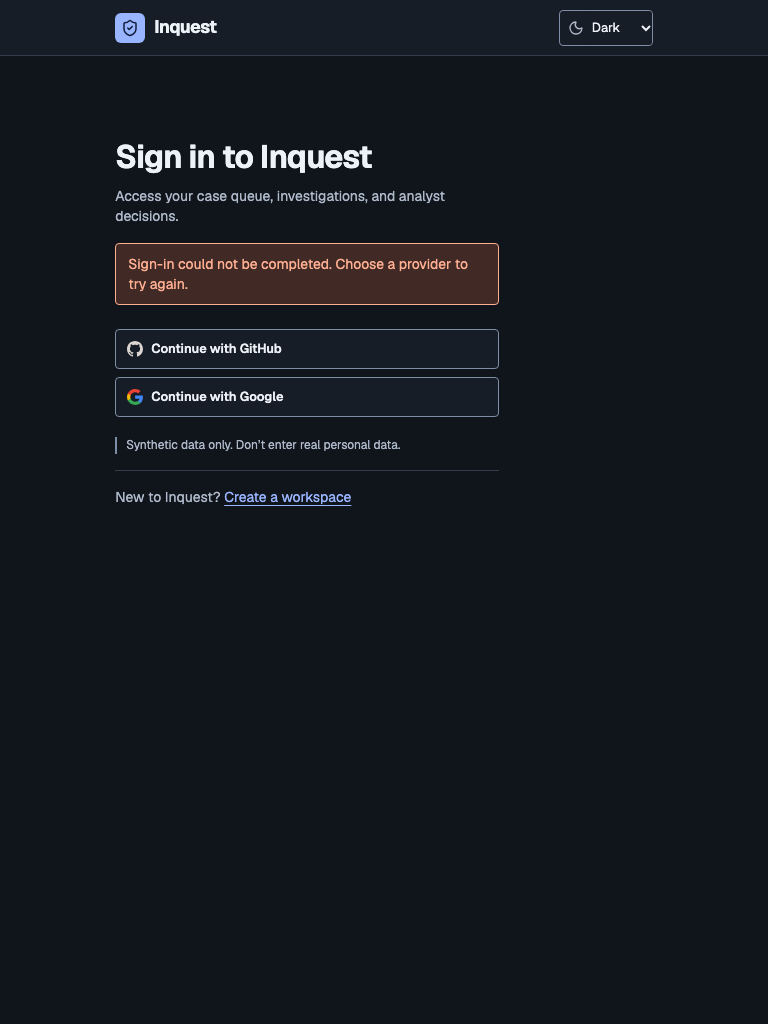 Inquest
Dark
Sign in to Inquest
Access your case queue, investigations, and analyst
decisions.
Sign-in could not be completed. Choose a provider to
try again.
Continue with GitHub
Continue with Google
Synthetic data only. Don’t enter real personal data.
New to Inquest? Create a workspace